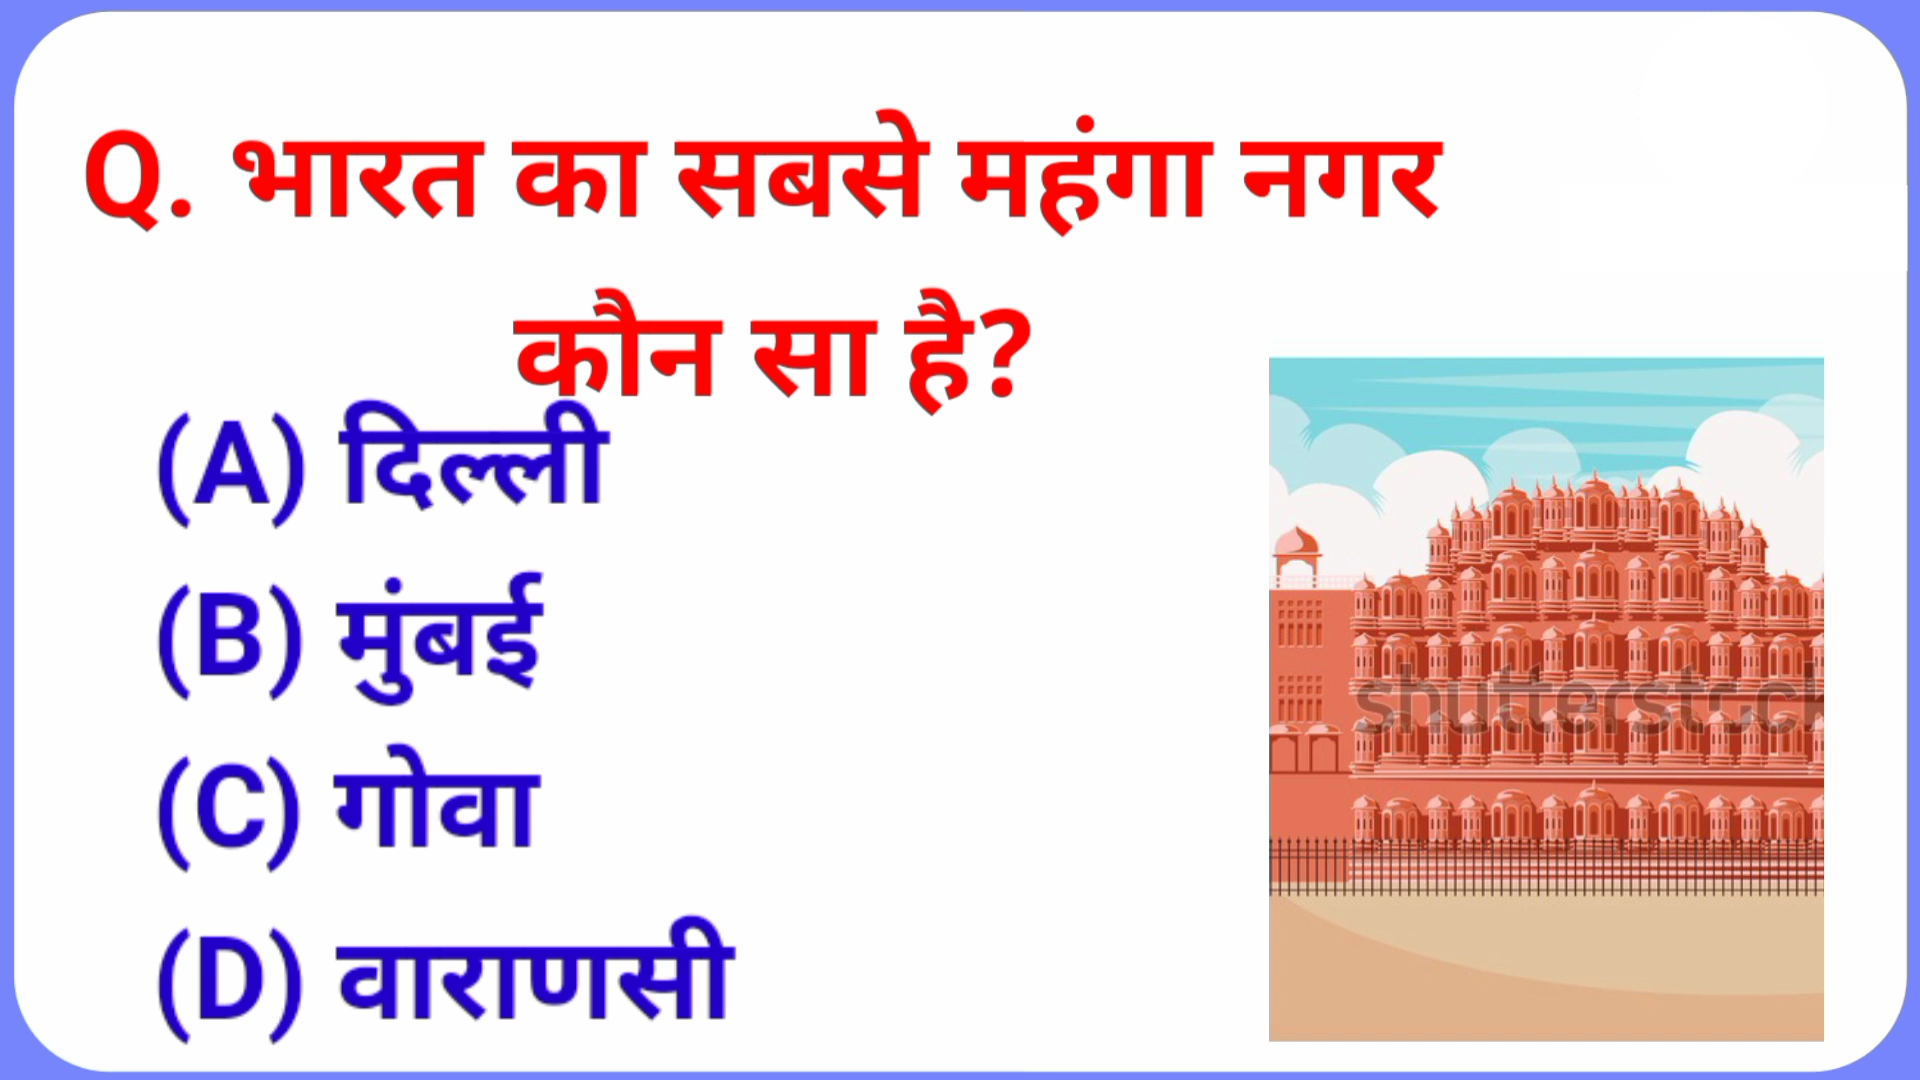 Q. भारत का सबसे महंगा नगर
कौन सा है?
(A) दिल्ली
(B) मुंबई
(C) गोवा
(D) वाराणसी
shutterstock